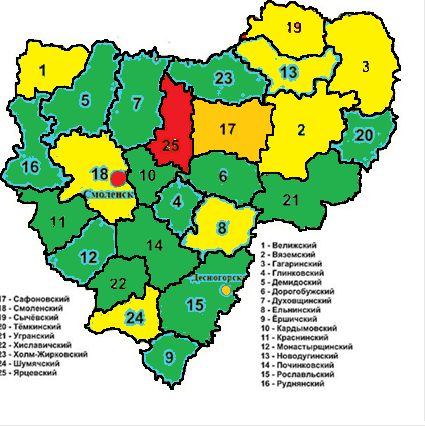 19
1
23
13
3
5
7
17
2
25
20
16
18
10
6
Смоленск
4
21
11
8
14
12
Десногорск
22
15
24
9
17 - Сафоновский
18 - Смоленский
19 - Сычёвский
20 - Тёмкинский
21 - Угранский
22 - Хиславичский
23 - Холм-Жирковский
24 - Шумячский
25 - Ярцевский
1 - Велижский
2 - Вяземский
3 - Гагаринский
4 - Глинковский
5 - Демидоский
6 - Дорогобужский
7 - Духовщинский
8 - Ельнинский
9 - Ёршичский
10 - Кардымовский
11 - Краснинский
12 - Монастырщинский
13 - Новодугинский
14 - Починковский
15 - Рославльский
16 - Руднянский